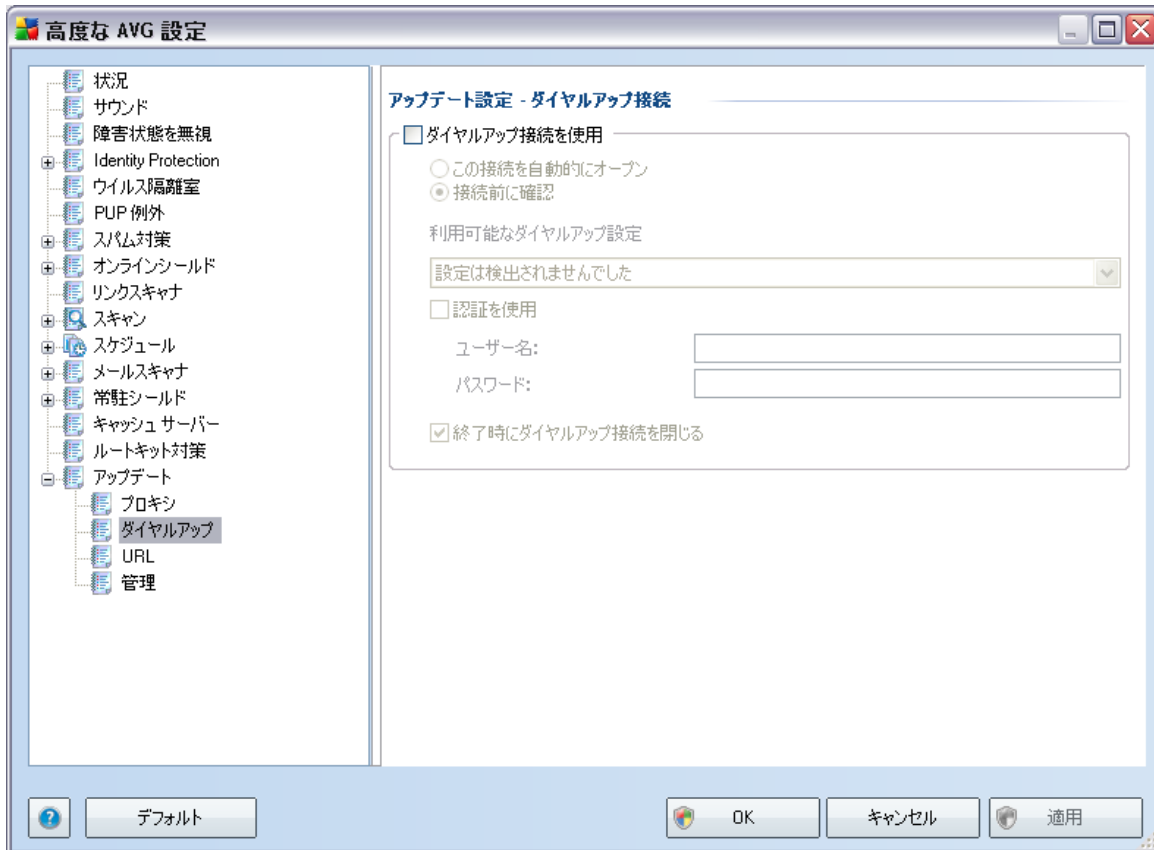 高度な AVG 設定
状況
サウンド
障害状態を無視
Identity Protection
ウイルス隔離室
PUP 例外
スパム対策
オンラインシールド
リンクスキャナ
スキャン
スケジュール
メールスキャナ
常駐シールド
キャッシュ サーバー
ルートキット対策
アップデート
プロキシ
ダイヤルアップ
URL
管理
アップデート設定 - ダイヤルアップ接続
ダイヤルアップ接続を使用
この接続を自動的にオープン
接続前に確認
利用可能なダイヤルアップ設定
設定は検出されませんでした
認証を使用
ユーザー名:
パスワード:
終了時にダイヤルアップ接続を閉じる
デフォルト
OK
キャンセル
適用